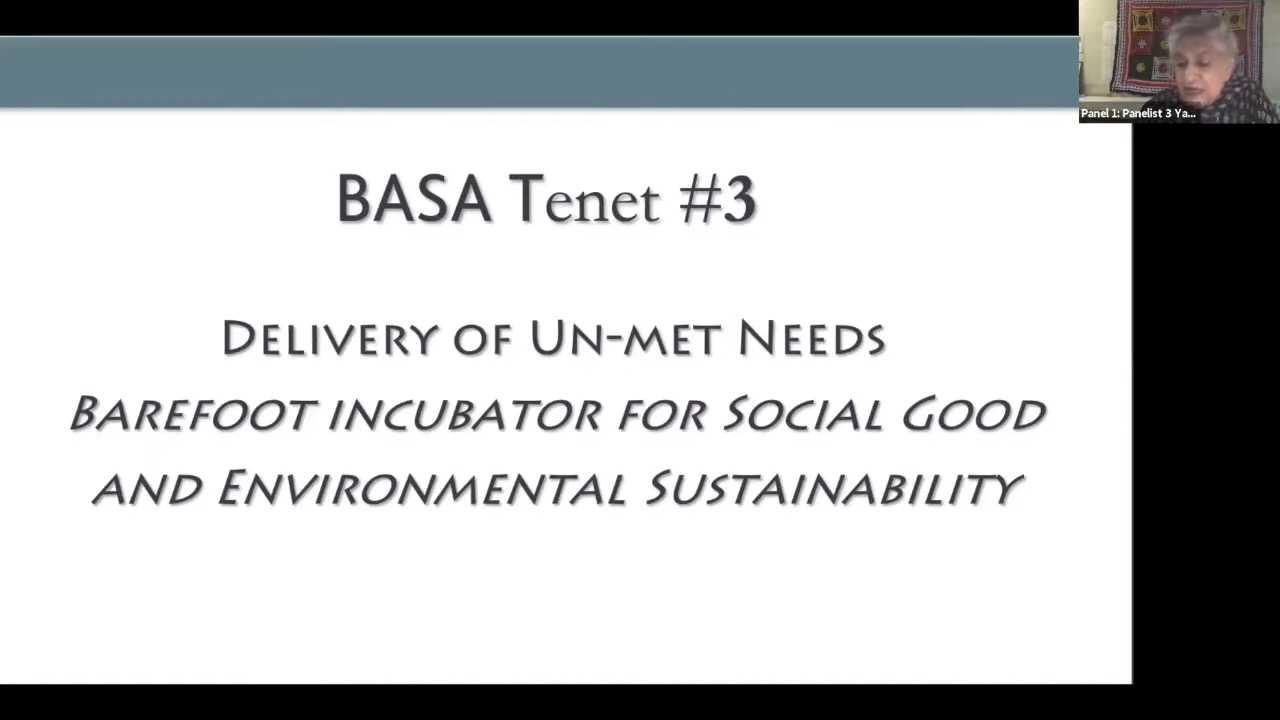 Panel 1: Panelist 3 Ya...
BASA Tenet #3
DELIVERY OF UN-MET NEEDS
BAREFOOT INCUBATOR FOR SOCIAL GOOD
AND ENVIRONMENTAL SUSTAINABILITY